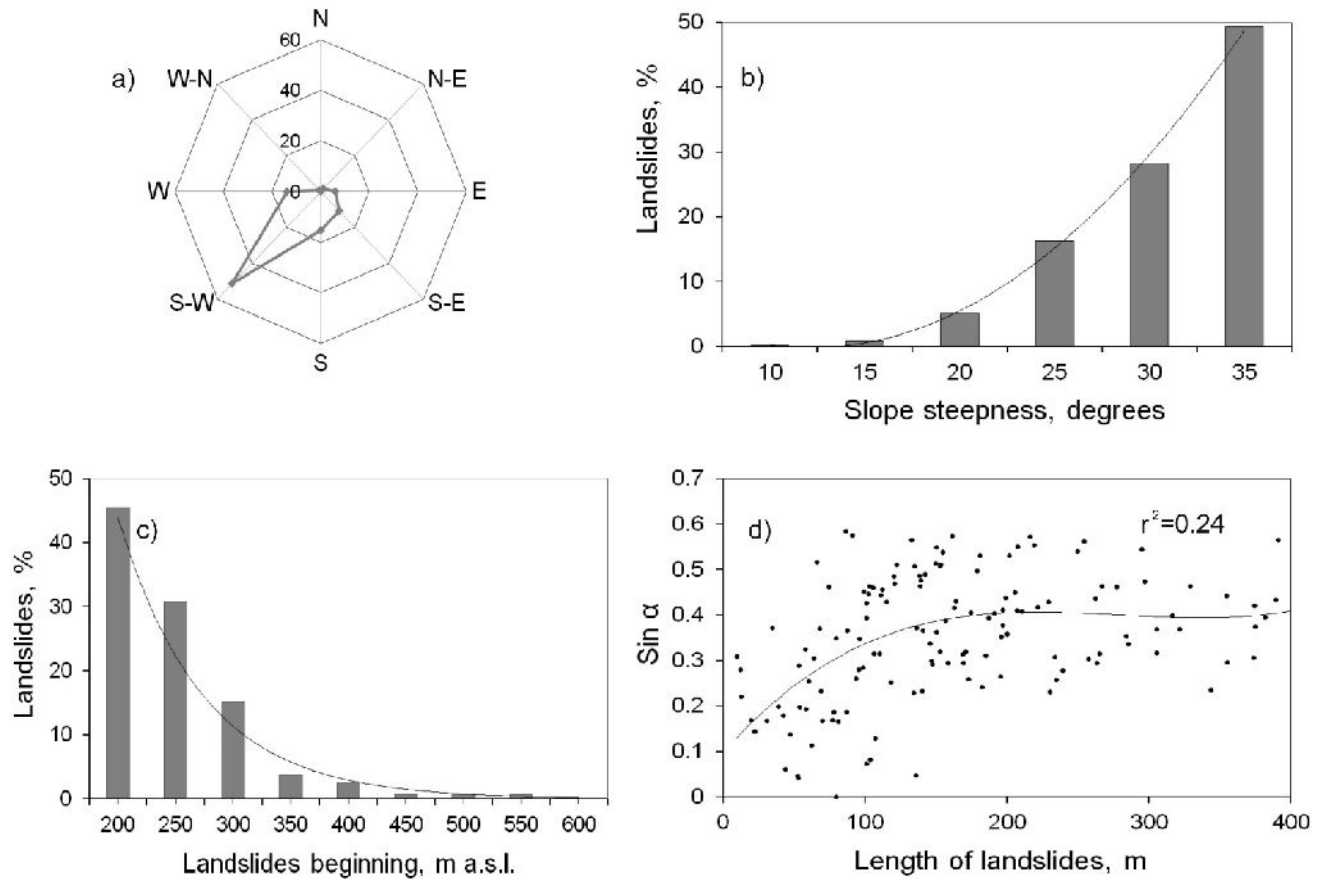 a)
N
N-E
E
S-E
S
S-W
W
W-N
60
40
20
0
b)
Landslides, %
50
40
30
20
10
0
10 15 20 25 30 35
Slope steepness, degrees
c)
Landslides, %
50
40
30
20
10
0
200 250 300 350 400 450 500 550 600
Landslides beginning, m a.s.l.
d)
r²=0.24
Sin α
0.7
0.6
0.5
0.4
0.3
0.2
0.1
0
0 100 200 300 400
Length of landslides, m